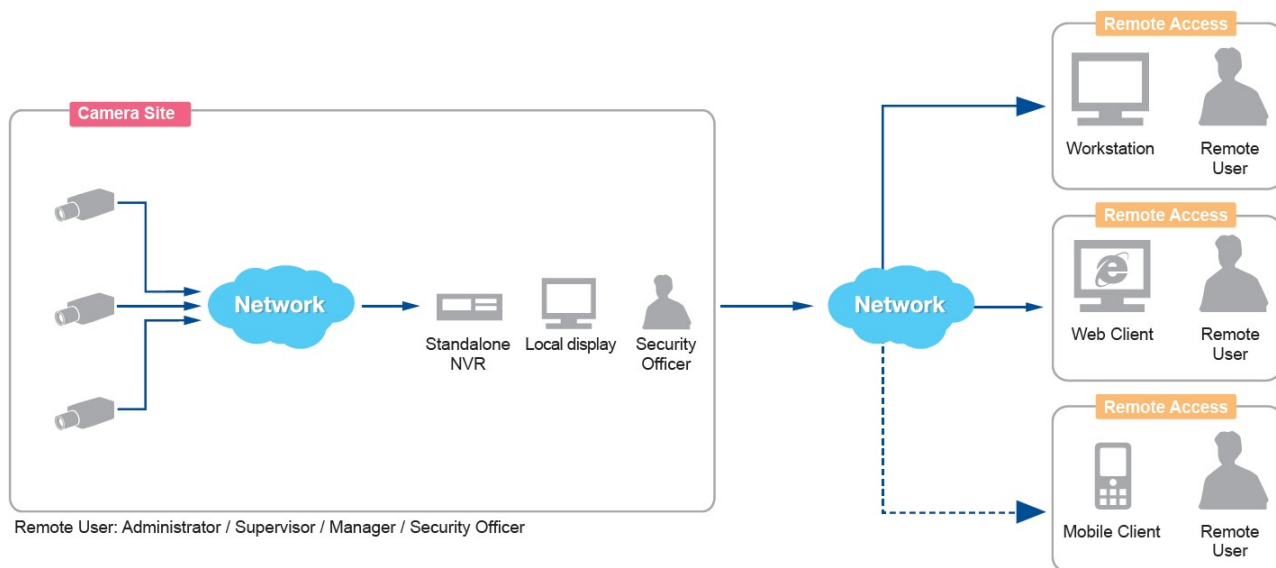 Camera Site
Network
Standalone
NVR
Local display
Security
Officer
Remote User: Administrator / Supervisor / Manager / Security Officer
Network
Remote Access
Workstation
Remote
User
Remote Access
Web Client
Remote
User
Remote Access
Mobile Client
Remote
User